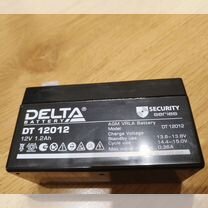 DELTA
BATTERY
DT 12012
12V 1.2Ah
SECURITY
series
AGM VRLA Battery
Model DT 12012
Charge Voltage
Standby use 13.6-13.8V
Cycle use 14.4-15.0V
0.36A